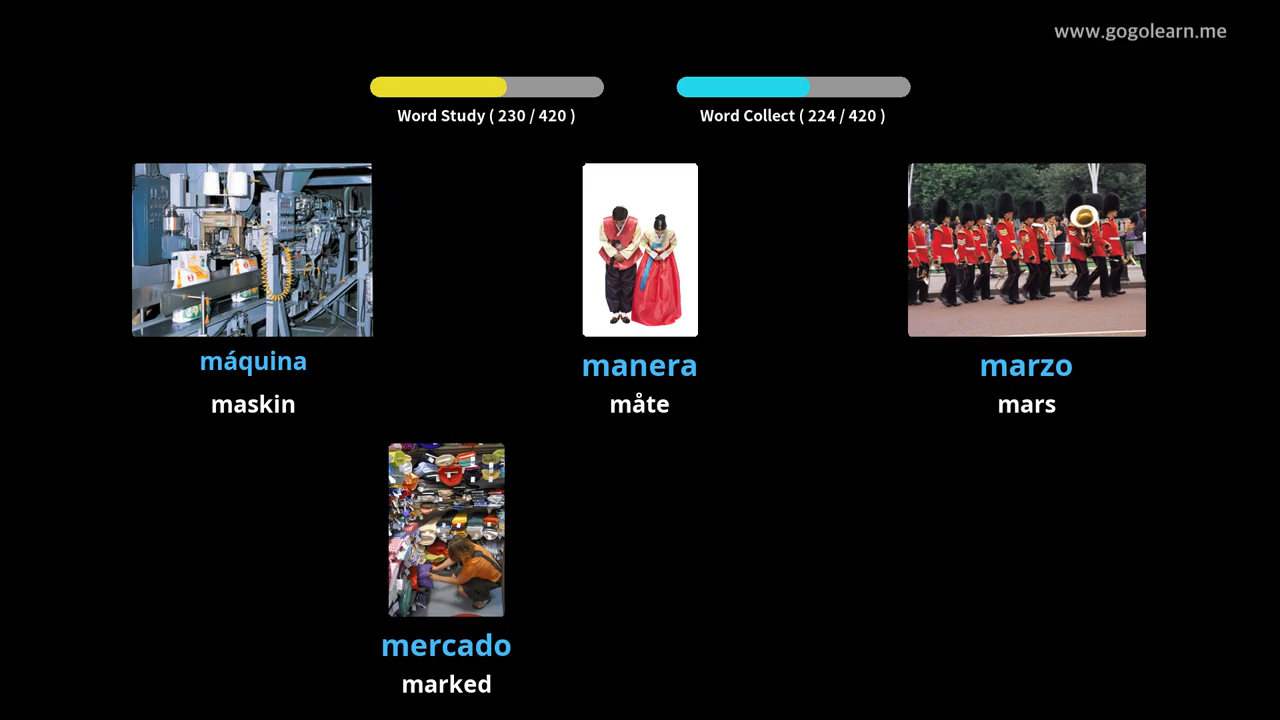 www.gogolearn.me
Word Study ( 230 / 420 )
Word Collect ( 224 / 420 )
máquina
manera
marzo
maskin
måte
mars
mercado
marked